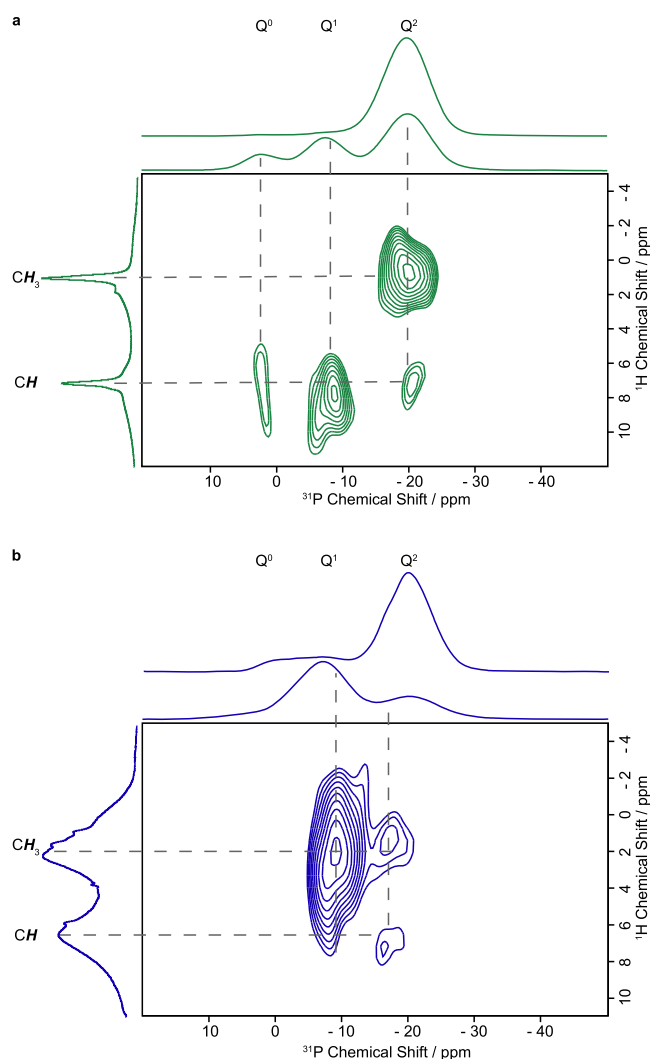 a
Q⁰ Q¹ Q²
CH₃
CH
- 4
- 2
0
2
4
6
8
10
¹H Chemical Shift / ppm
10 0 - 10 - 20 - 30 - 40
³¹P Chemical Shift / ppm
b
Q⁰ Q¹ Q²
CH₃
CH
- 4
- 2
0
2
4
6
8
10
¹H Chemical Shift / ppm
10 0 - 10 - 20 - 30 - 40
³¹P Chemical Shift / ppm